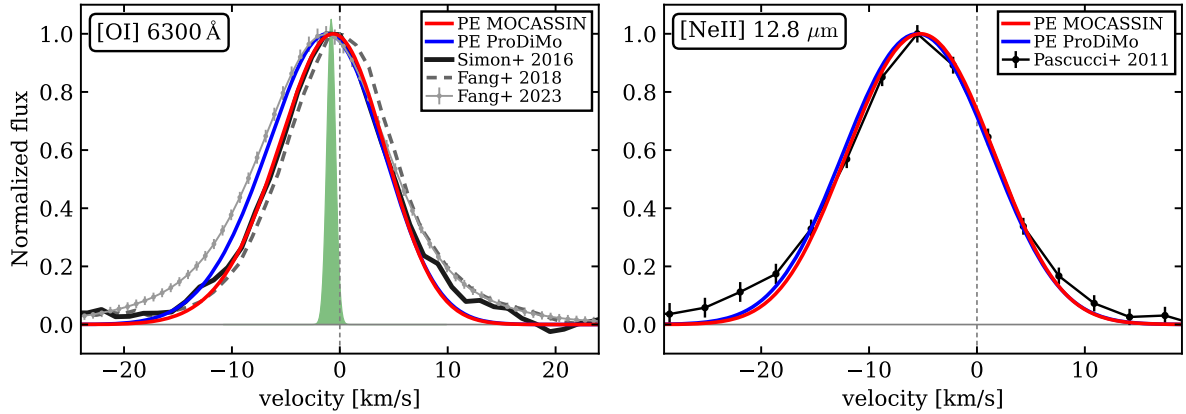 [OI] 6300 Å
PE MOCASSIN
PE ProDiMo
Simon+ 2016
Fang+ 2018
Fang+ 2023
Normalized flux
1.0
0.8
0.6
0.4
0.2
0.0
−20
−10
0
10
20
velocity [km/s]
[NeII] 12.8 μm
PE MOCASSIN
PE ProDiMo
Pascucci+ 2011
1.0
0.8
0.6
0.4
0.2
0.0
−20
−10
0
10
velocity [km/s]